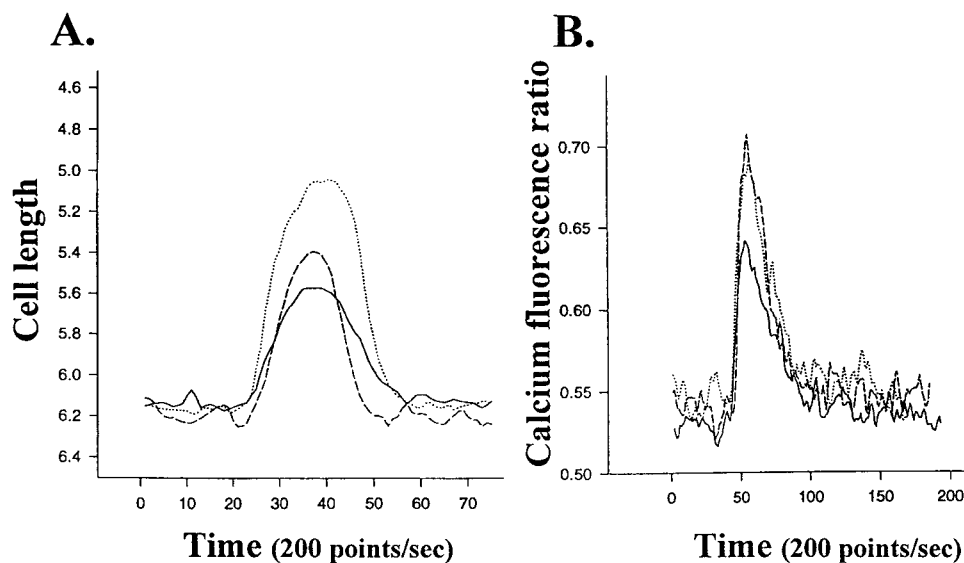 A.
Cell length
4.6
4.8
5.0
5.2
5.4
5.6
5.8
6.0
6.2
6.4
0 10 20 30 40 50 60 70
Time (200 points/sec)
B.
Calcium fluorescence ratio
0.70
0.65
0.60
0.55
0.50
0 50 100 150 200
Time (200 points/sec)